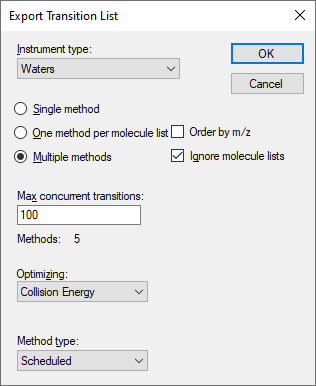 Export Transition List
Instrument type:
Waters
OK
Cancel
Single method
One method per molecule list
Order by m/z
Multiple methods
Ignore molecule lists
Max concurrent transitions:
100
Methods: 5
Optimizing:
Collision Energy
Method type:
Scheduled